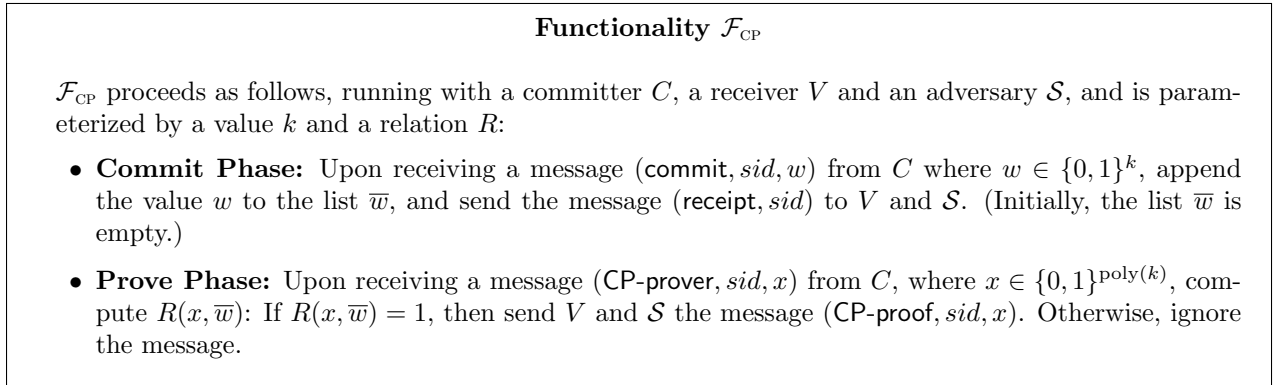 Functionality $\mathcal{F}_{\text{CP}}$
$\mathcal{F}_{\text{CP}}$ proceeds as follows, running with a committer $C$, a receiver $V$ and an adversary $\mathcal{S}$, and is param-
eterized by a value $k$ and a relation $R$:
• Commit Phase: Upon receiving a message (commit, $sid$, $w$) from $C$ where $w \in \{0,1\}^k$, append
the value $w$ to the list $\overline{w}$, and send the message (receipt, $sid$) to $V$ and $\mathcal{S}$. (Initially, the list $\overline{w}$ is
empty.)
• Prove Phase: Upon receiving a message (CP-prover, $sid$, $x$) from $C$, where $x \in \{0,1\}^{\text{poly}(k)}$, com-
pute $R(x, \overline{w})$: If $R(x, \overline{w}) = 1$, then send $V$ and $\mathcal{S}$ the message (CP-proof, $sid$, $x$). Otherwise, ignore
the message.